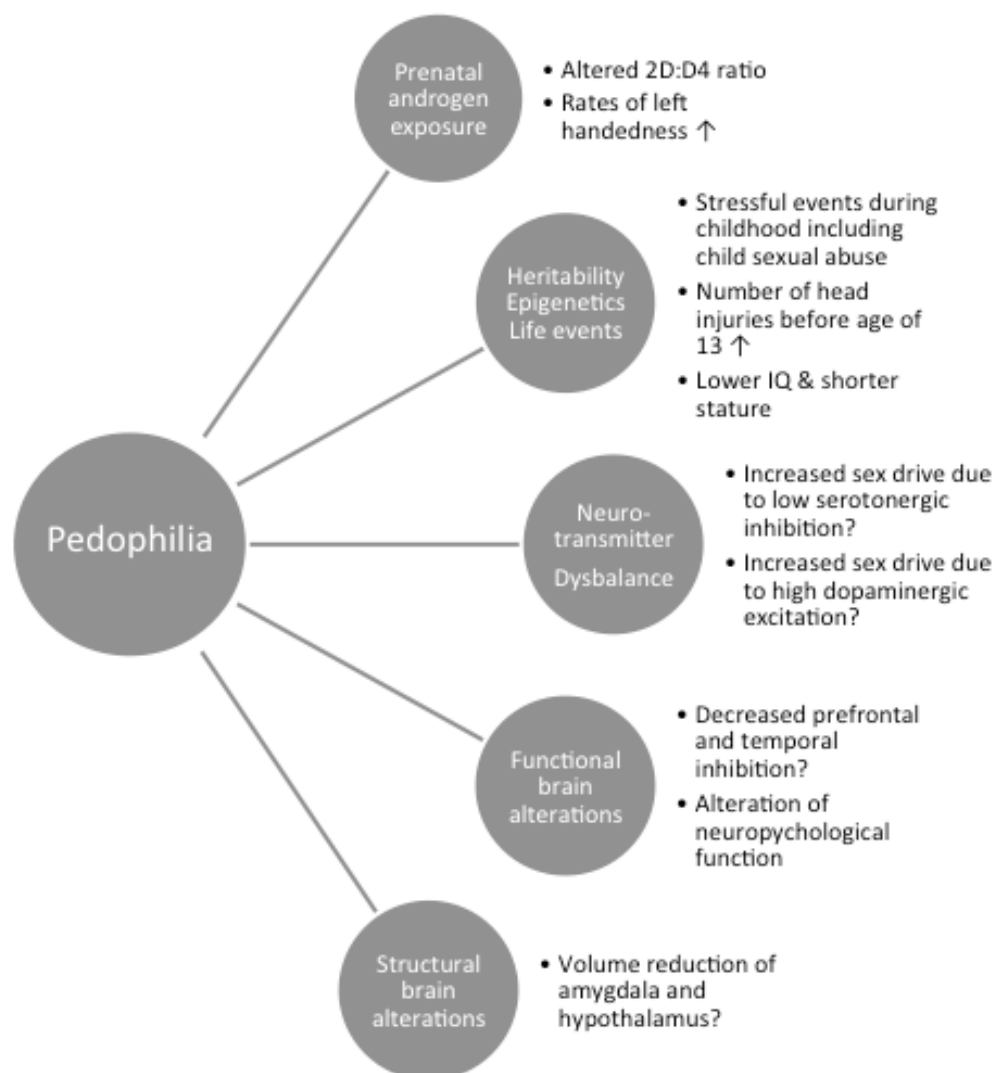 Prenatal
androgen
exposure
• Altered 2D:D4 ratio
• Rates of left
handedness ↑
Heritability
Epigenetics
Life events
• Stressful events during
childhood including
child sexual abuse
• Number of head
injuries before age of
13 ↑
• Lower IQ & shorter
stature
Pedophilia
Neuro-
transmitter
Dysbalance
• Increased sex drive due
to low serotonergic
inhibition?
• Increased sex drive due
to high dopaminergic
excitation?
Functional
brain
alterations
• Decreased prefrontal
and temporal
inhibition?
• Alteration of
neuropychological
function
Structural
brain
alterations
• Volume reduction of
amygdala and
hypothalamus?